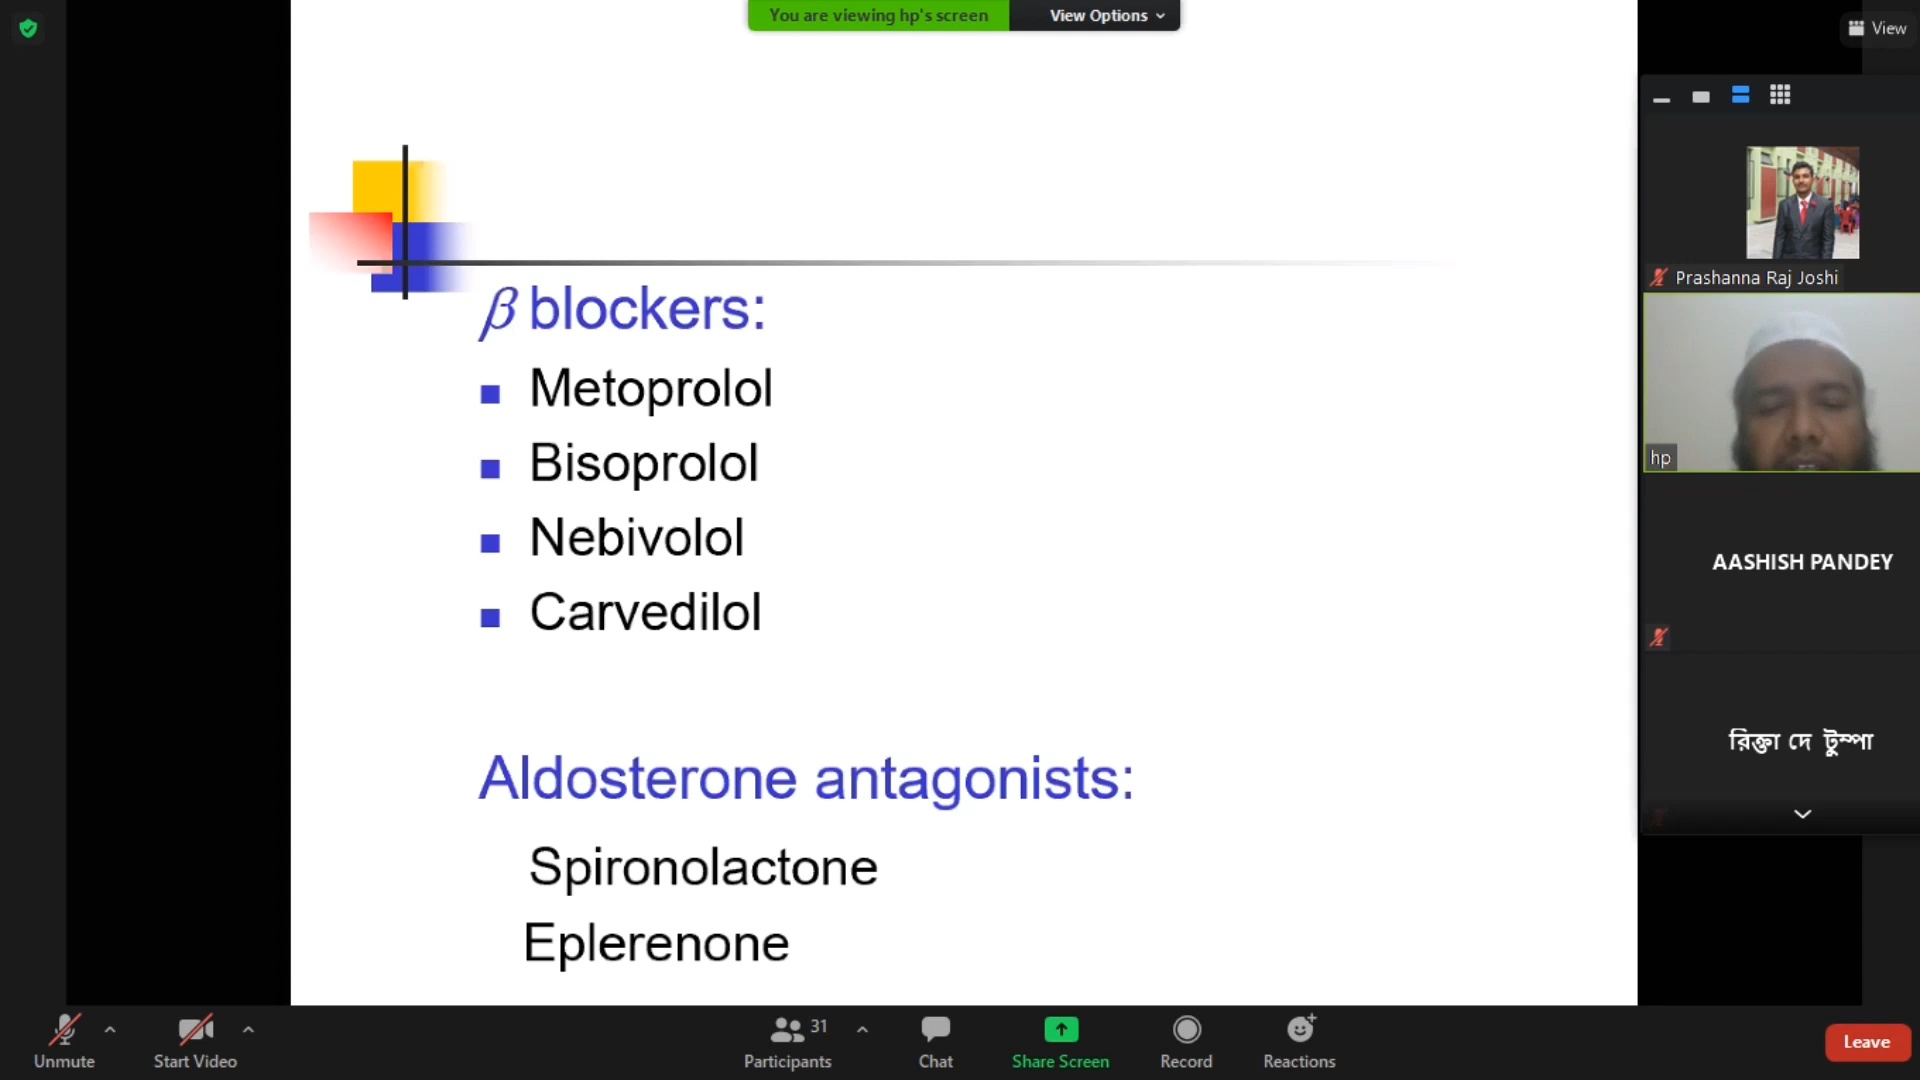 You are viewing hp's screen
View Options
View
β blockers:
Metoprolol
Bisoprolol
Nebivolol
Carvedilol
Aldosterone antagonists:
Spironolactone
Eplerenone
Prashanna Raj Joshi
hp
AASHISH PANDEY
রিক্তা দে টুম্পা
Unmute
Start Video
31
Participants
Chat
Share Screen
Record
Reactions
Leave